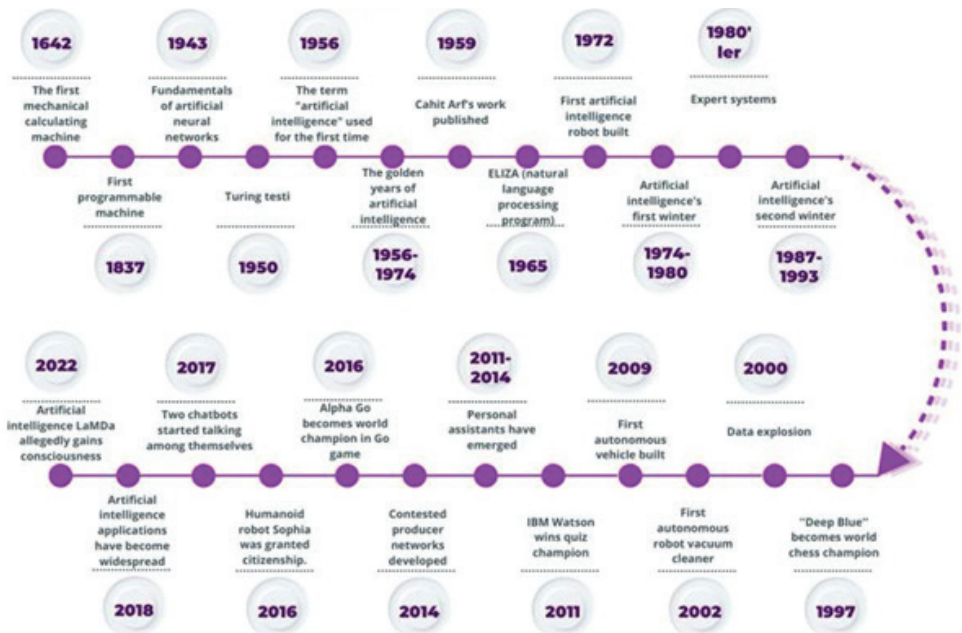 1642
1943
1956
1959
1972
1980'
ler
The first
mechanical
calculating
machine
Fundamentals
of artificial
neural
networks
The term
"artificial
intelligence" used
for the first time
Cahit Arf's work
published
First artificial
intelligence
robot built
Expert systems
First
programmable
machine
Turing testi
The golden
years of
artificial
intelligence
ELIZA (natural
language
processing
program)
Artificial
intelligence's
first winter
Artificial
intelligence's
second winter
1837
1950
1956-
1974
1965
1974-
1980
1987-
1993
2022
2017
2016
2011-
2014
2009
2000
Artificial
intelligence LaMDa
allegedly gains
consciousness
Two chatbots
started talking
among themselves
Alpha Go
becomes world
champion in Go
game
Personal
assistants have
emerged
First
autonomous
vehicle built
Data explosion
Artificial
intelligence
applications
have become
widespread
Humanoid
robot Sophia
was granted
citizenship.
Contested
producer
networks
developed
IBM Watson
wins quiz
champion
First
autonomous
robot vacuum
cleaner
"Deep Blue"
becomes world
chess champion
2018
2016
2014
2011
2002
1997